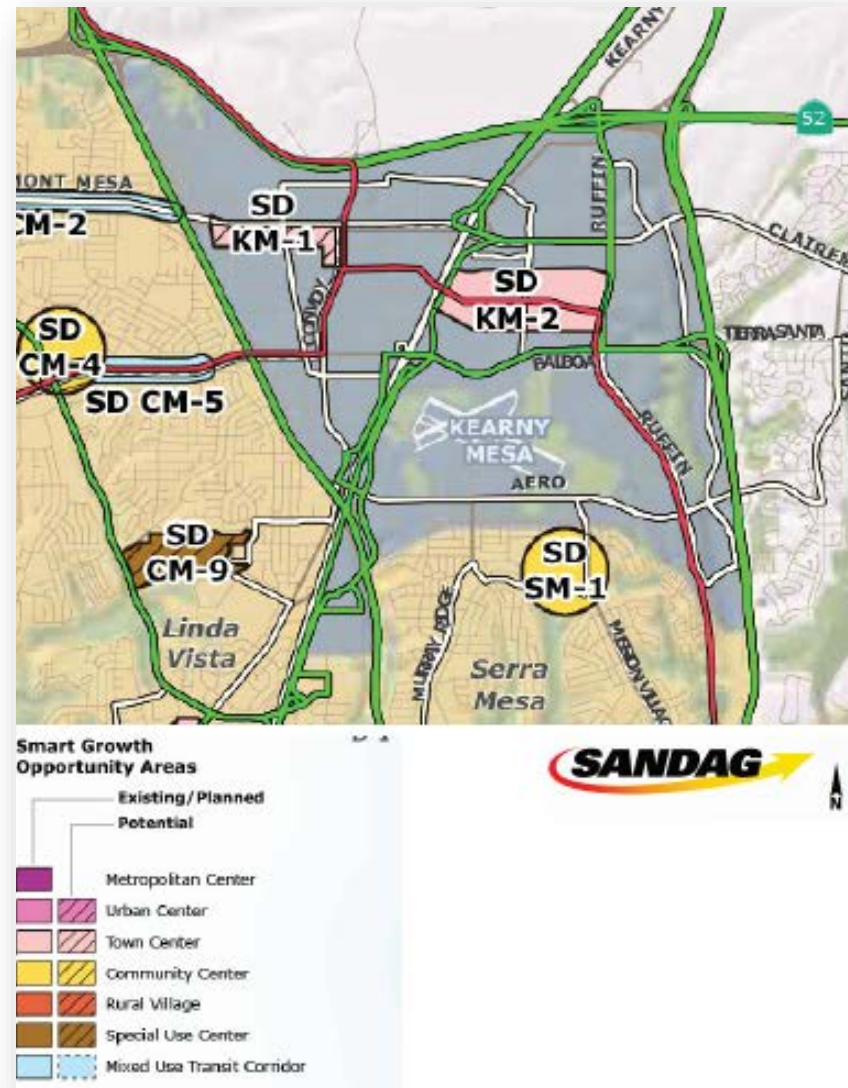 KEARNY
52
MONT MESA
CM-2
SD
KM-1
RUFFIN
CLAIREM
CONVOY
SD
KM-2
TIERRASANTA
SD
CM-4
BALBOA
SD CM-5
KEARNY
MESA
RUFFIN
AERO
SD
CM-9
SD
SM-1
Linda
Vista
MURRAY RIDGE
Serra
Mesa
MISSION VILLAG
Smart Growth
Opportunity Areas
Existing/Planned
Potential
Metropolitan Center
Urban Center
Town Center
Community Center
Rural Village
Special Use Center
Mixed Use Transit Corridor
SANDAG
N